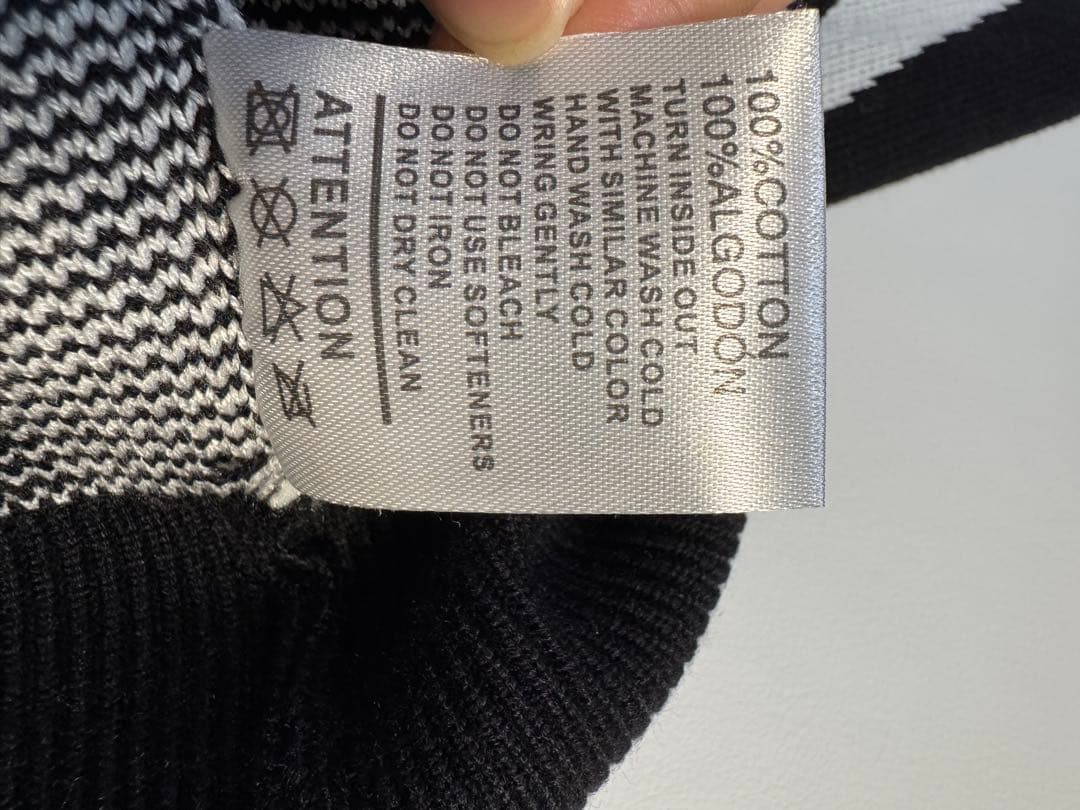 100%COTTON
100%ALGODÓN
TURN INSIDE OUT
MACHINE WASH COLD
WITH SIMILAR COLOR
HAND WASH COLD
WRING GENTLY
DO NOT BLEACH
DO NOT USE SOFTENERS
DO NOT IRON
DO NOT DRY CLEAN
ATTENTION